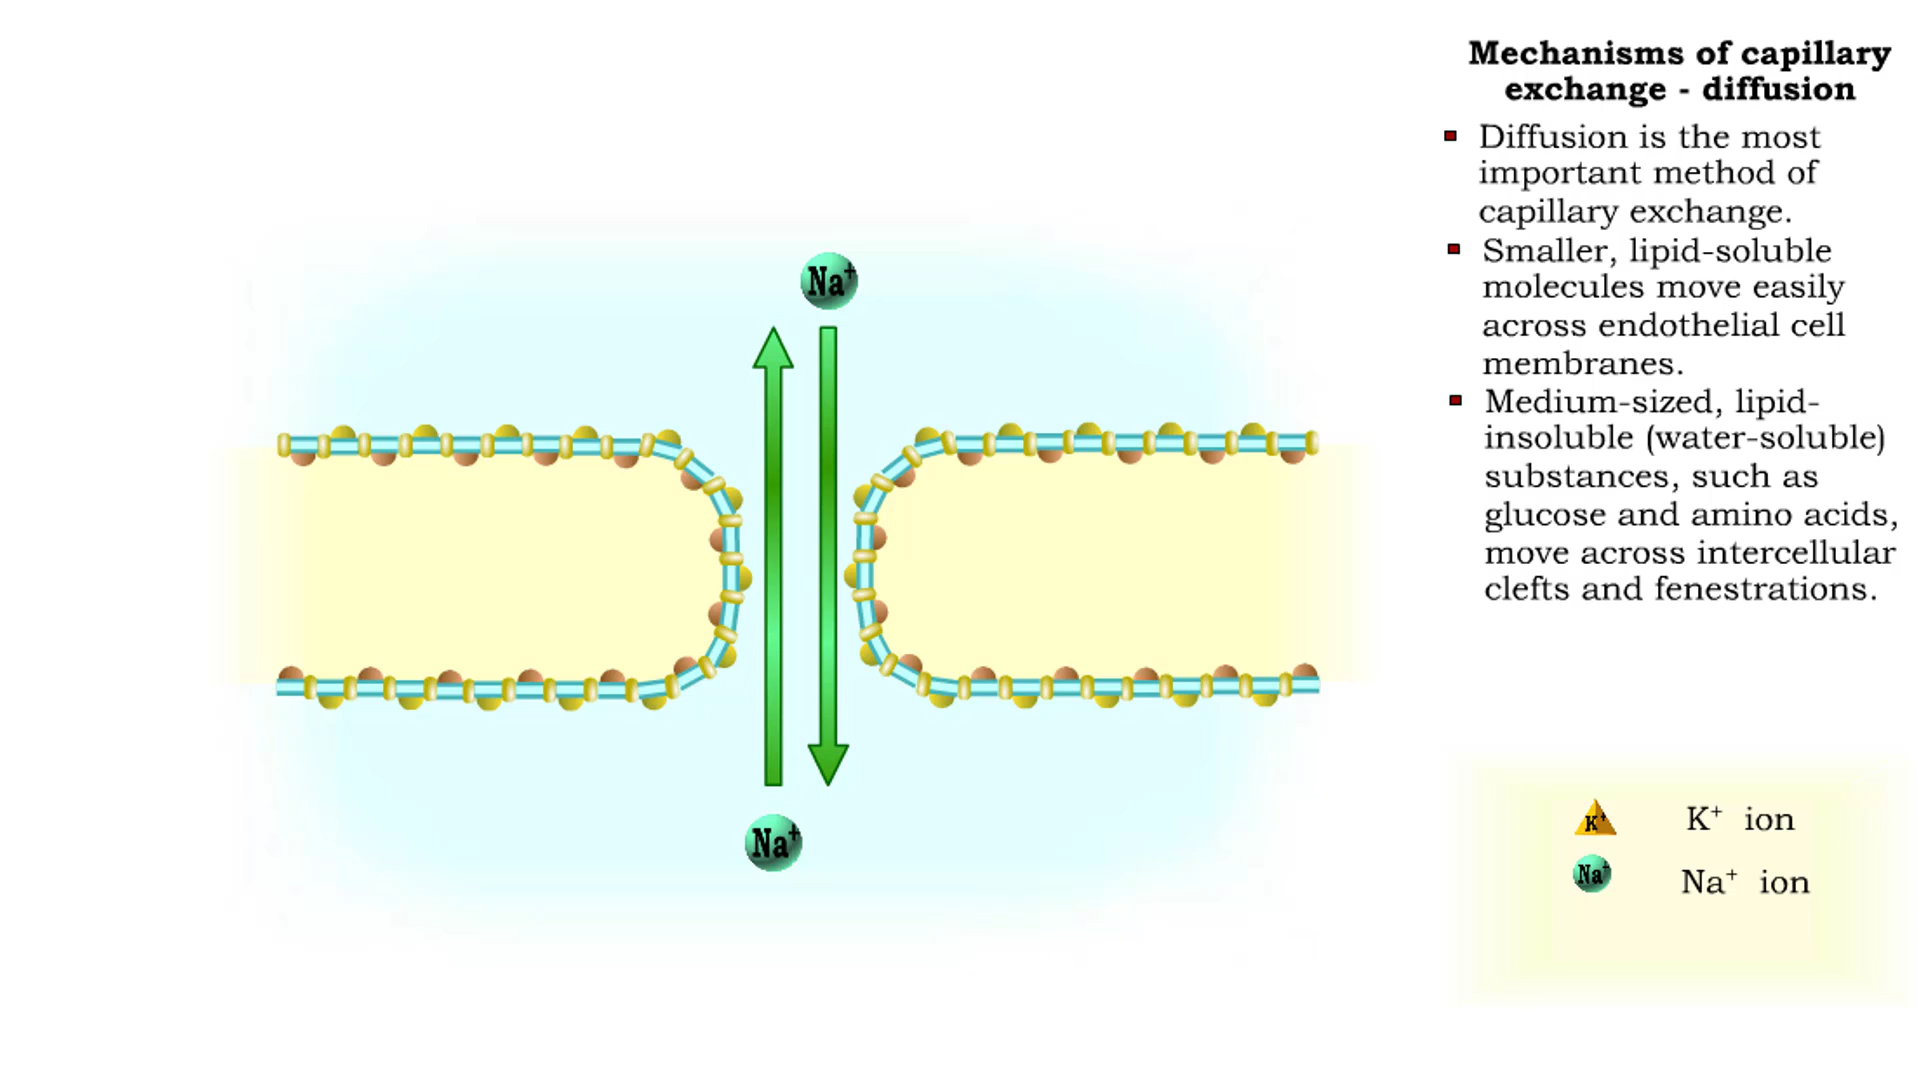 Mechanisms of capillary
exchange - diffusion
Diffusion is the most
important method of
capillary exchange.
Smaller, lipid-soluble
molecules move easily
across endothelial cell
membranes.
Medium-sized, lipid-
insoluble (water-soluble)
substances, such as
glucose and amino acids,
move across intercellular
clefts and fenestrations.
Na⁺
Na⁺
K⁺ K⁺ ion
Na⁺ Na⁺ ion